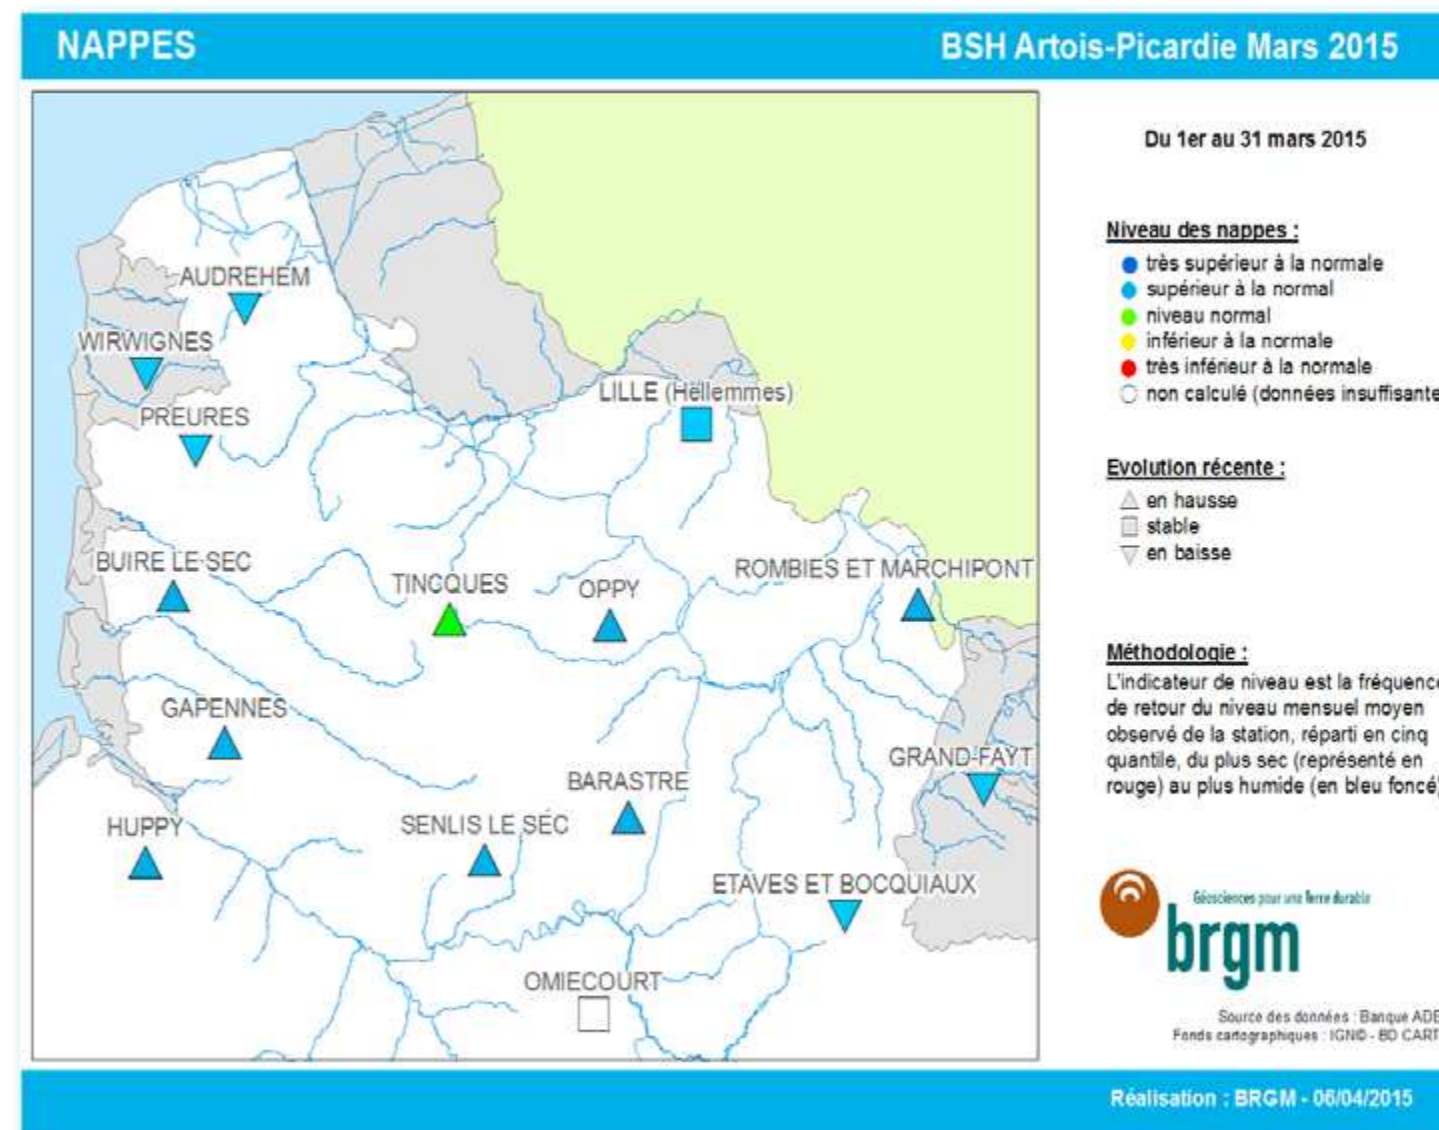 NAPPES
BSH Artois-Picardie Mars 2015
Du 1er au 31 mars 2015
Niveau des nappes :
très supérieur à la normale
supérieur à la normal
niveau normal
inférieur à la normale
très inférieur à la normale
non calculé (données insuffisante
Evolution récente :
en hausse
stable
en baisse
Méthodologie :
L'indicateur de niveau est la fréquence
de retour du niveau mensuel moyen
observé de la station, réparti en cinq
quantile, du plus sec (représenté en
rouge) au plus humide (en bleu foncé)
AUDREHEM
WIRWIGNES
PREURES
LILLE (Hellemmes)
BUIRE LE SEC
TINCQUES
OPPY
ROMBIES ET MARCHIPONT
GAPENNES
GRAND-FAYT
BARASTRE
HUPPY
SENLIS LE SEC
ETAVES ET BOCQUIAUX
OMIECOURT
Géosciences pour une Terre durable
brgm
Source des données : Banque ADE
Fonds cartographiques : IGN© - BD CART
Réalisation : BRGM - 06/04/2015